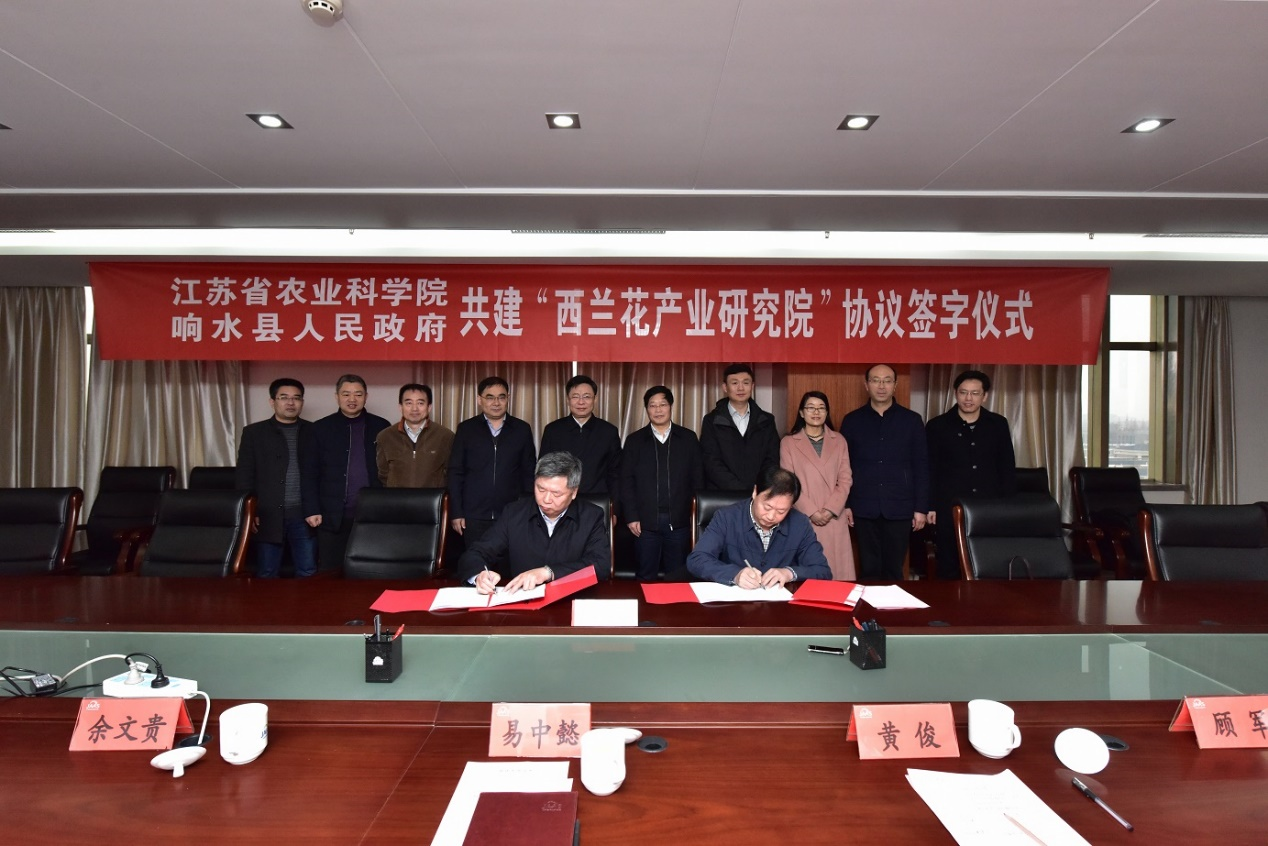 江苏省农业科学院
响水县人民政府
共建“西兰花产业研究院”协议签字仪式
余文贵
易中懿
黄俊
顾军